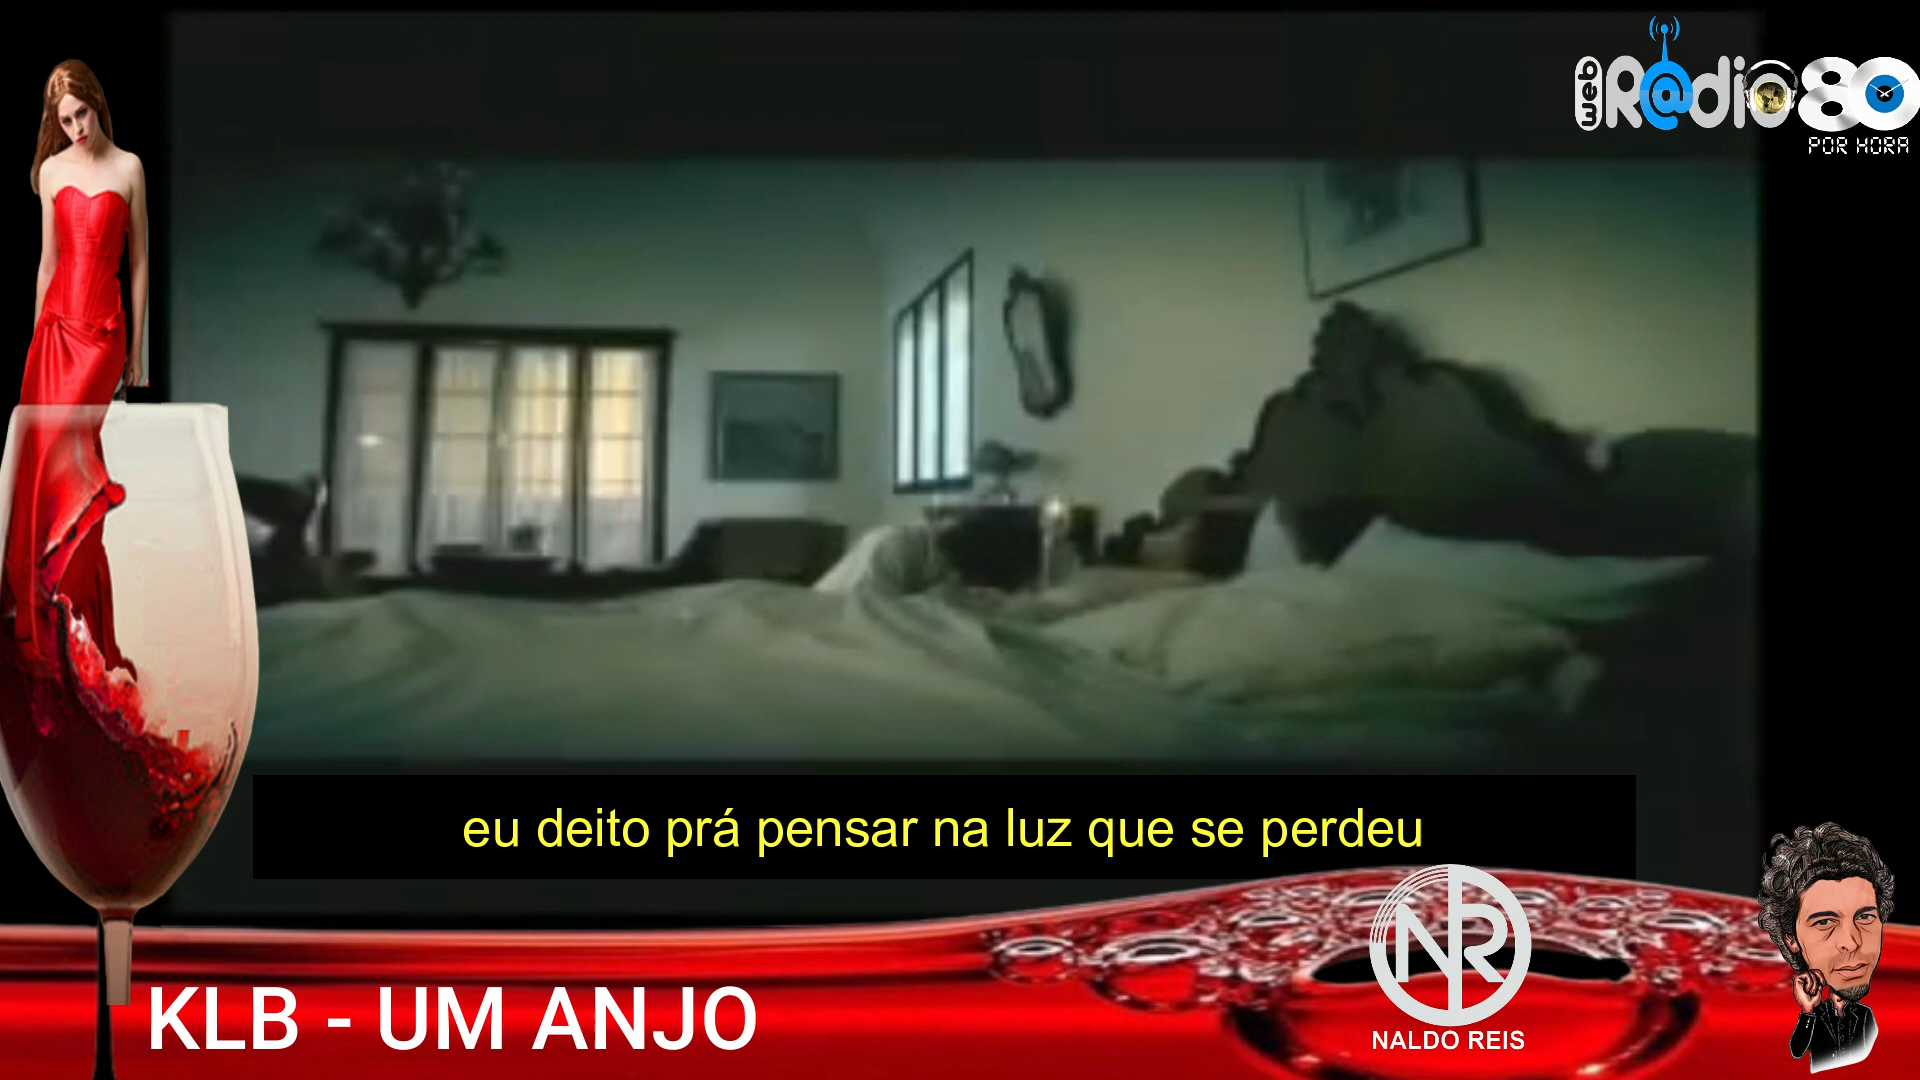 web R@dio 80
POR HORA
eu deito prá pensar na luz que se perdeu
NR
NALDO REIS
KLB - UM ANJO